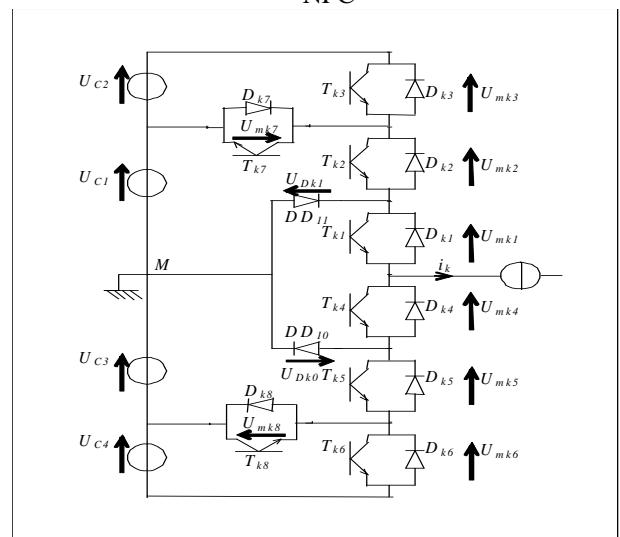 NPC
U C2
D k7
U mk7
T k7
T k3
D k3
U mk3
U C1
T k2
D k2
U mk2
U Dk1
DD 11
T k1
D k1
U mk1
M
i k
T k4
D k4
U mk4
DD 10
U Dk0
T k5
D k5
U mk5
U C3
D k8
U mk8
T k8
U C4
T k6
D k6
U mk6